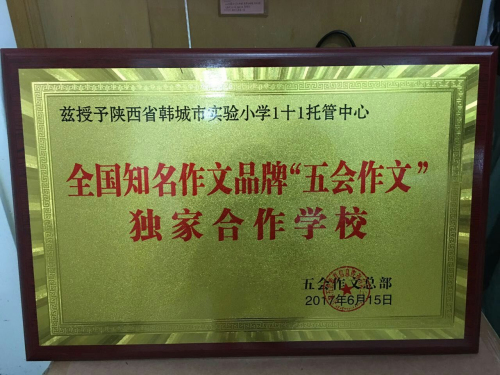 兹授予陕西省韩城市实验小学1十1托管中心
全国知名作文品牌“五会作文”
独家合作学校
五会作文总部
2017年6月15日